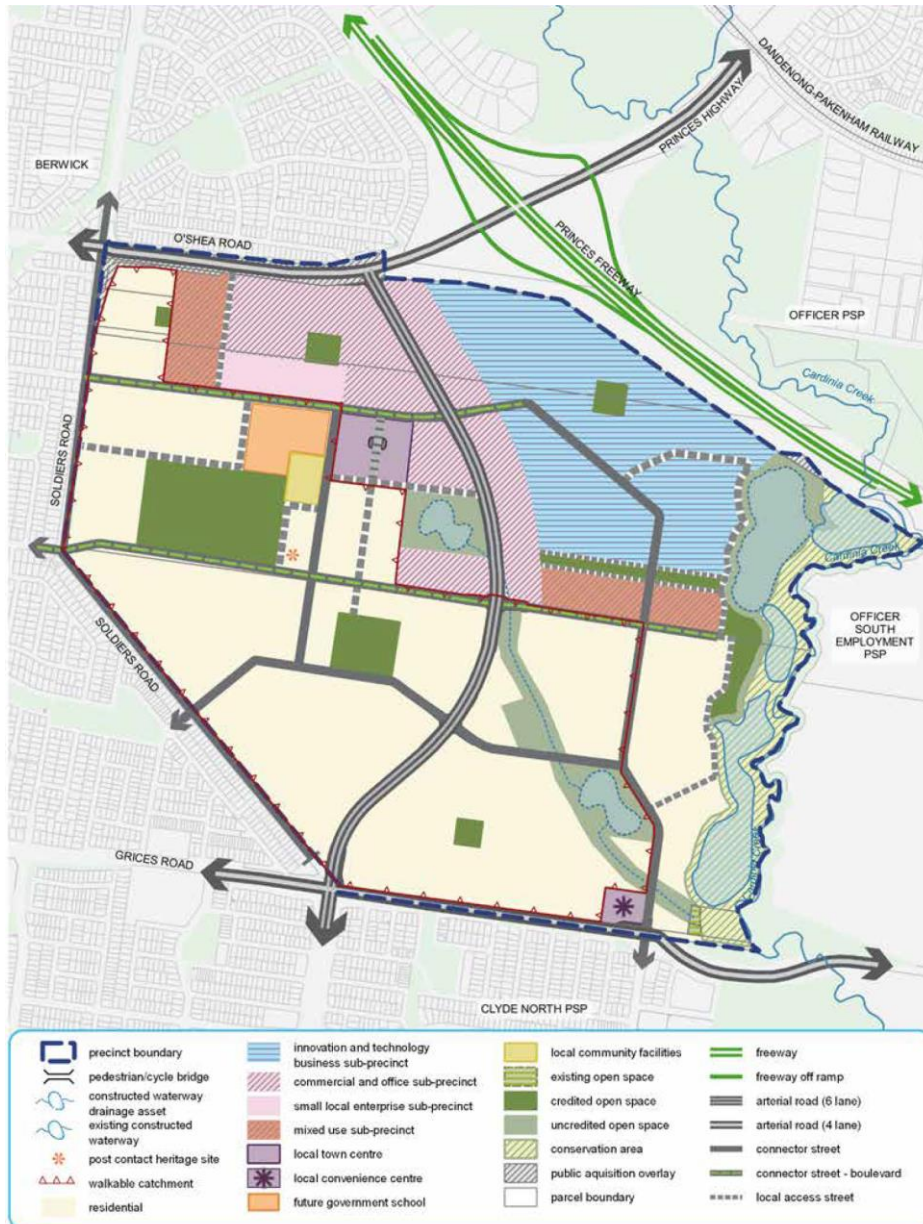 DANDENONG-PAKENHAM RAILWAY
PRINCES HIGHWAY
BERWICK
O'SHEA ROAD
PRINCES FREEWAY
OFFICER PSP
Cardinia Creek
SOLDIERS ROAD
Cardinia Creek
OFFICER
SOUTH
EMPLOYMENT
PSP
SOLDIERS ROAD
Cardinia Creek
GRICES ROAD
CLYDE NORTH PSP
precinct boundary
pedestrian/cycle bridge
constructed waterway
drainage asset
existing constructed
waterway
post contact heritage site
walkable catchment
residential
innovation and technology
business sub-precinct
commercial and office sub-precinct
small local enterprise sub-precinct
mixed use sub-precinct
local town centre
local convenience centre
future government school
local community facilities
existing open space
credited open space
uncredited open space
conservation area
public aquisition overlay
parcel boundary
freeway
freeway off ramp
arterial road (6 lane)
arterial road (4 lane)
connector street
connector street - boulevard
local access street